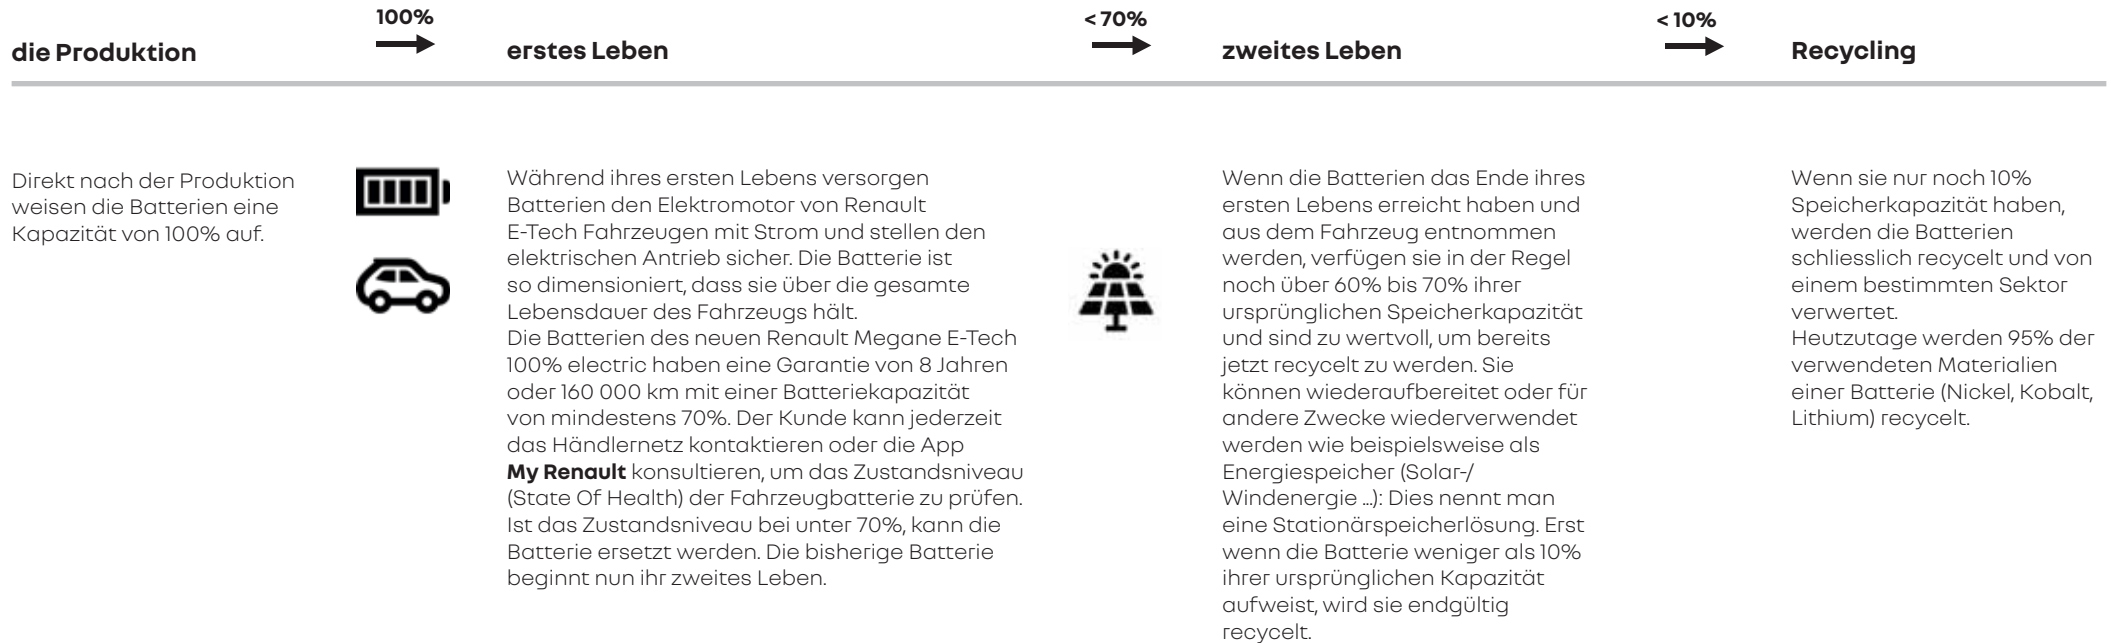 100%
< 70%
< 10%
die Produktion
erstes Leben
zweites Leben
Recycling
Direkt nach der Produktion
weisen die Batterien eine
Kapazität von 100% auf.
Während ihres ersten Lebens versorgen
Batterien den Elektromotor von Renault
E-Tech Fahrzeugen mit Strom und stellen den
elektrischen Antrieb sicher. Die Batterie ist
so dimensioniert, dass sie über die gesamte
Lebensdauer des Fahrzeugs hält.
Die Batterien des neuen Renault Megane E-Tech
100% electric haben eine Garantie von 8 Jahren
oder 160 000 km mit einer Batteriekapazität
von mindestens 70%. Der Kunde kann jederzeit
das Händlernetz kontaktieren oder die App
My Renault konsultieren, um das Zustandsniveau
(State Of Health) der Fahrzeugbatterie zu prüfen.
Ist das Zustandsniveau bei unter 70%, kann die
Batterie ersetzt werden. Die bisherige Batterie
beginnt nun ihr zweites Leben.
Wenn die Batterien das Ende ihres
ersten Lebens erreicht haben und
aus dem Fahrzeug entnommen
werden, verfügen sie in der Regel
noch über 60% bis 70% ihrer
ursprünglichen Speicherkapazität
und sind zu wertvoll, um bereits
jetzt recycelt zu werden. Sie
können wiederaufbereitet oder für
andere Zwecke wiederverwendet
werden wie beispielsweise als
Energiespeicher (Solar-/
Windenergie ...): Dies nennt man
eine Stationärspeicherlösung. Erst
wenn die Batterie weniger als 10%
ihrer ursprünglichen Kapazität
aufweist, wird sie endgültig
recycelt.
Wenn sie nur noch 10%
Speicherkapazität haben,
werden die Batterien
schliesslich recycelt und von
einem bestimmten Sektor
verwertet.
Heutzutage werden 95% der
verwendeten Materialien
einer Batterie (Nickel, Kobalt,
Lithium) recycelt.